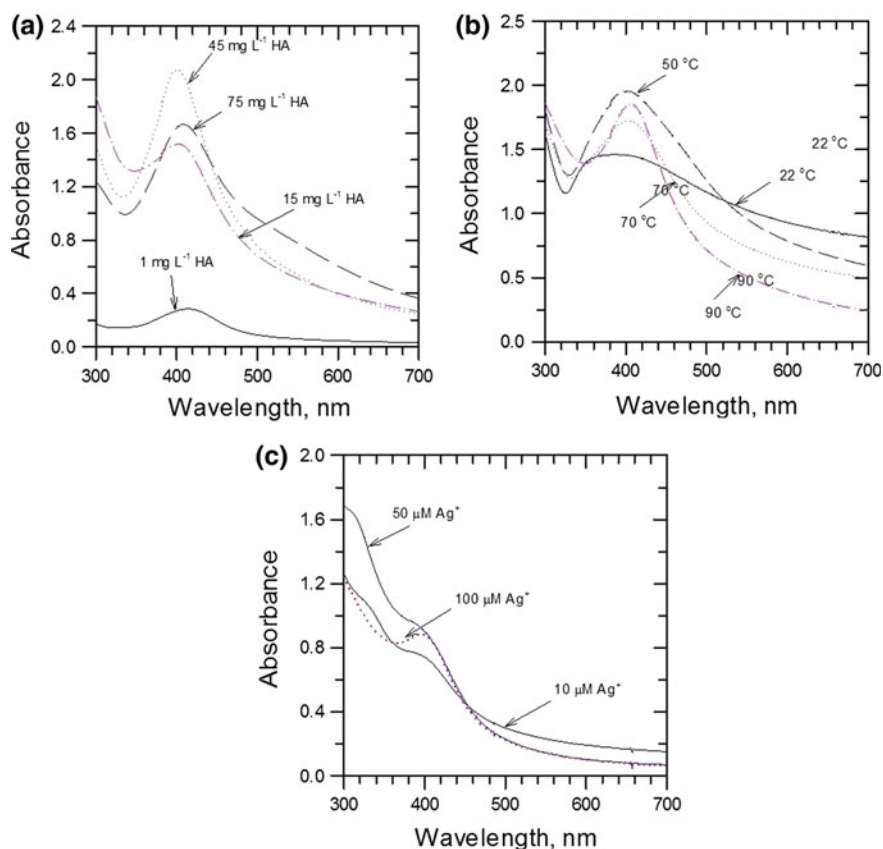 (a)
2.4
2.0
1.6
1.2
0.8
0.4
0.0
Absorbance
45 mg L⁻¹ HA
75 mg L⁻¹ HA
15 mg L⁻¹ HA
1 mg L⁻¹ HA
300 400 500 600 700
Wavelength, nm
(b)
2.5
2.0
1.5
1.0
0.5
0.0
Absorbance
50 °C
22 °C
22 °C
70 °C
70 °C
90 °C
90 °C
300 400 500 600 700
Wavelength, nm
(c)
2.0
1.6
1.2
0.8
0.4
0.0
Absorbance
50 µM Ag⁺
100 µM Ag⁺
10 µM Ag⁺
300 400 500 600 700
Wavelength, nm